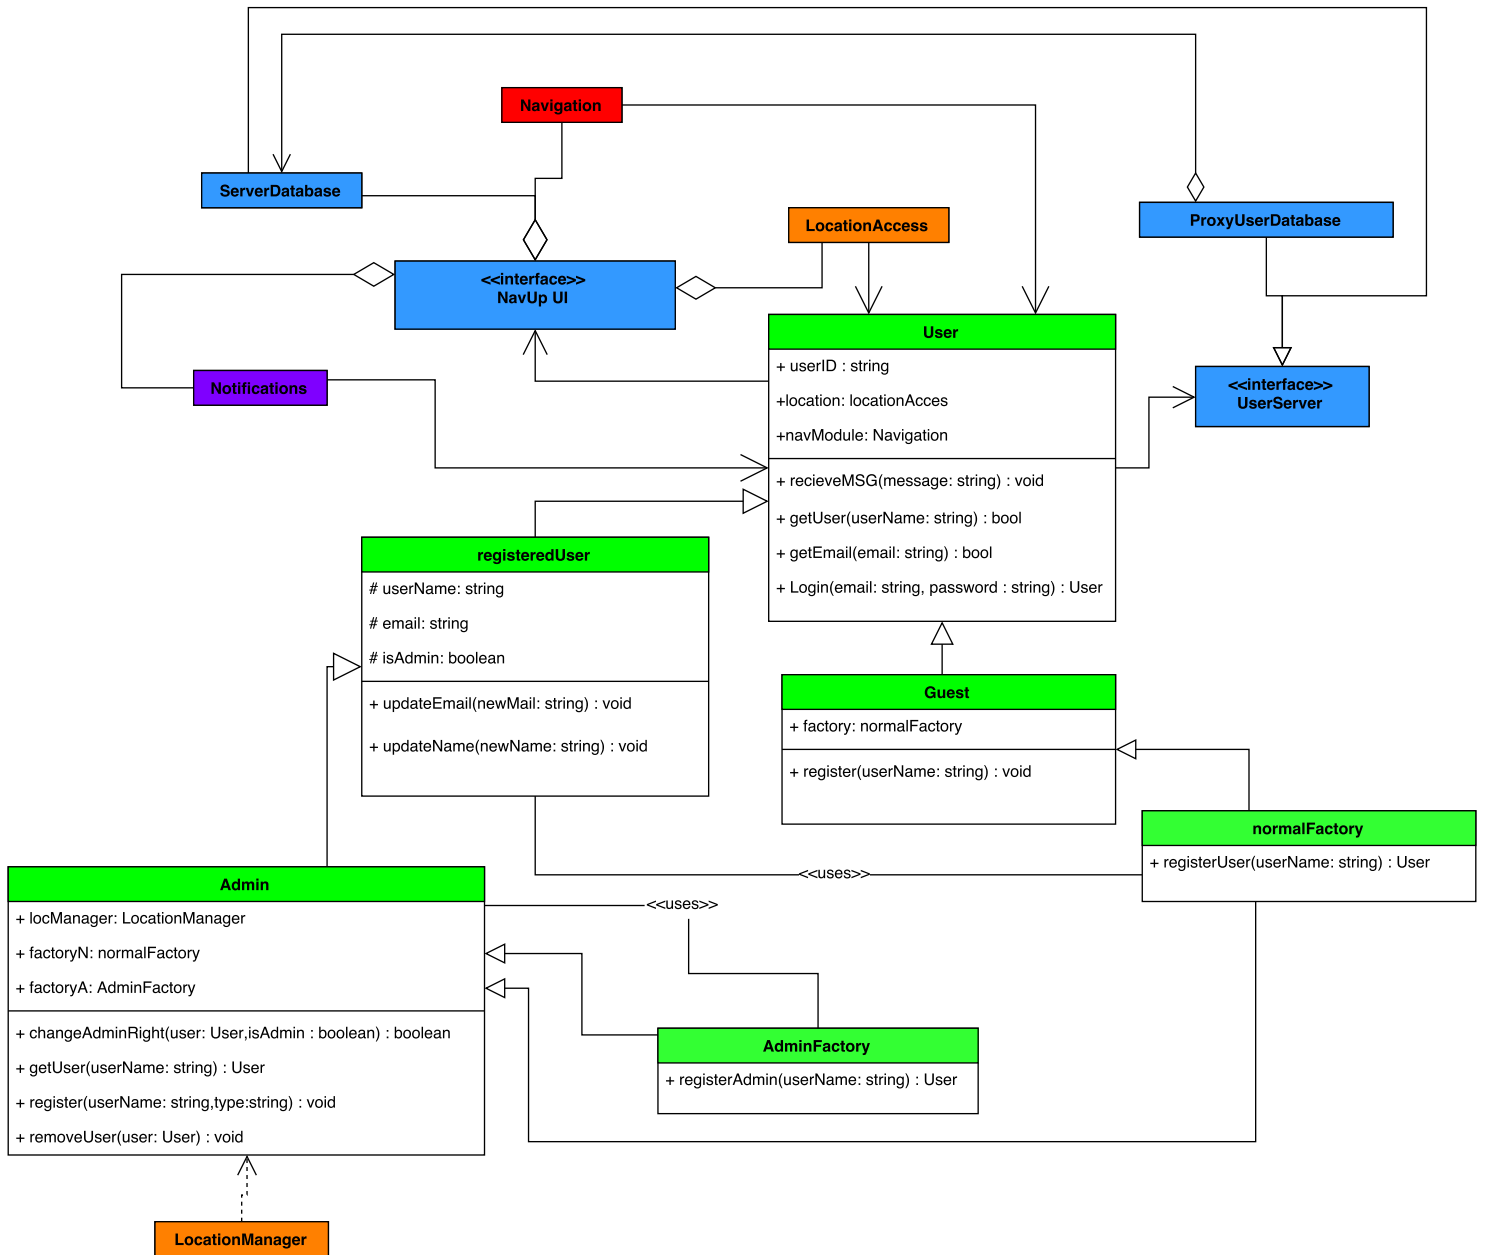 Navigation
ServerDatabase
LocationAccess
ProxyUserDatabase
<<interface>>
NavUp UI
User
+ userID : string
+location: locationAcces
+navModule: Navigation
+ recieveMSG(message: string) : void
+ getUser(userName: string) : bool
+ getEmail(email: string) : bool
+ Login(email: string, password : string) : User
<<interface>>
UserServer
Notifications
registeredUser
# userName: string
# email: string
# isAdmin: boolean
+ updateEmail(newMail: string) : void
+ updateName(newName: string) : void
Guest
+ factory: normalFactory
+ register(userName: string) : void
normalFactory
+ registerUser(userName: string) : User
<<uses>>
Admin
+ locManager: LocationManager
+ factoryN: normalFactory
+ factoryA: AdminFactory
+ changeAdminRight(user: User,isAdmin : boolean) : boolean
+ getUser(userName: string) : User
+ register(userName: string,type:string) : void
+ removeUser(user: User) : void
<<uses>>
AdminFactory
+ registerAdmin(userName: string) : User
LocationManager